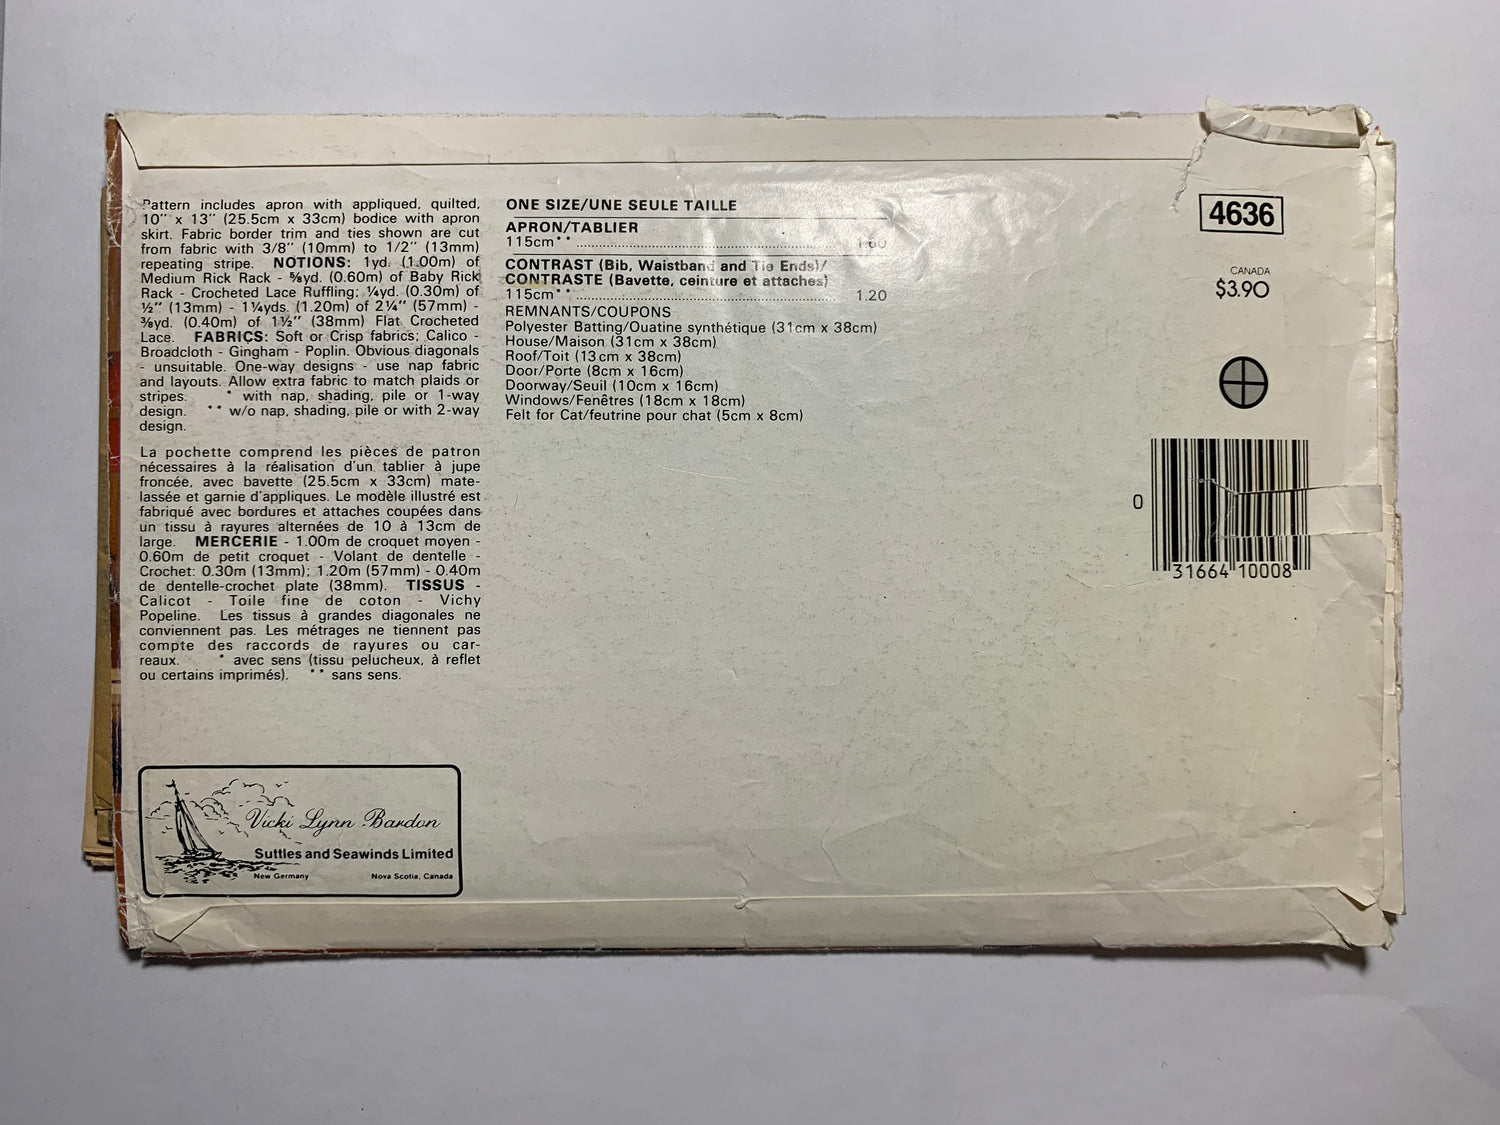 Pattern includes apron with appliqued, quilted,
10" x 13" (25.5cm x 33cm) bodice with apron
skirt. Fabric border trim and ties shown are cut
from fabric with 3/8" (10mm) to 1/2" (13mm)
repeating stripe. NOTIONS: 1yd. (1.00m) of
Medium Rick Rack - ⅝yd. (0.60m) of Baby Rick
Rack - Crocheted Lace Ruffling; ¼yd. (0.30m) of
½" (13mm) - 1¼yds. (1.20m) of 2¼" (57mm) -
⅜yd. (0.40m) of 1½" (38mm) Flat Crocheted
Lace. FABRICS: Soft or Crisp fabrics; Calico -
Broadcloth - Gingham - Poplin. Obvious diagonals
- unsuitable. One-way designs - use nap fabric
and layouts. Allow extra fabric to match plaids or
stripes. * with nap, shading, pile or 1-way
design. ** w/o nap, shading, pile or with 2-way
design.
La pochette comprend les pièces de patron
nécessaires à la réalisation d'un tablier à jupe
froncée, avec bavette (25.5cm x 33cm) mate-
lassée et garnie d'appliques. Le modèle illustré est
fabriqué avec bordures et attaches coupées dans
un tissu à rayures alternées de 10 à 13cm de
large. MERCERIE - 1.00m de croquet moyen -
0.60m de petit croquet - Volant de dentelle -
Crochet: 0.30m (13mm); 1.20m (57mm) - 0.40m
de dentelle-crochet plate (38mm). TISSUS -
Calicot - Toile fine de coton - Vichy
Popeline. Les tissus à grandes diagonales ne
conviennent pas. Les métrages ne tiennent pas
compte des raccords de rayures ou car-
reaux. * avec sens (tissu pelucheux, à reflet
ou certains imprimés). ** sans sens.
Vicki Lynn Bardon
Suttles and Seawinds Limited
New Germany Nova Scotia, Canada
ONE SIZE/UNE SEULE TAILLE
APRON/TABLIER
115cm** 1.60
CONTRAST (Bib, Waistband and Tie Ends)/
CONTRASTE (Bavette, ceinture et attaches)
115cm** 1.20
REMNANTS/COUPONS
Polyester Batting/Ouatine synthétique (31cm x 38cm)
House/Maison (31cm x 38cm)
Roof/Toit (13cm x 38cm)
Door/Porte (8cm x 16cm)
Doorway/Seuil (10cm x 16cm)
Windows/Fenêtres (18cm x 18cm)
Felt for Cat/feutrine pour chat (5cm x 8cm)
4636
CANADA
$3.90
0 31664 10008